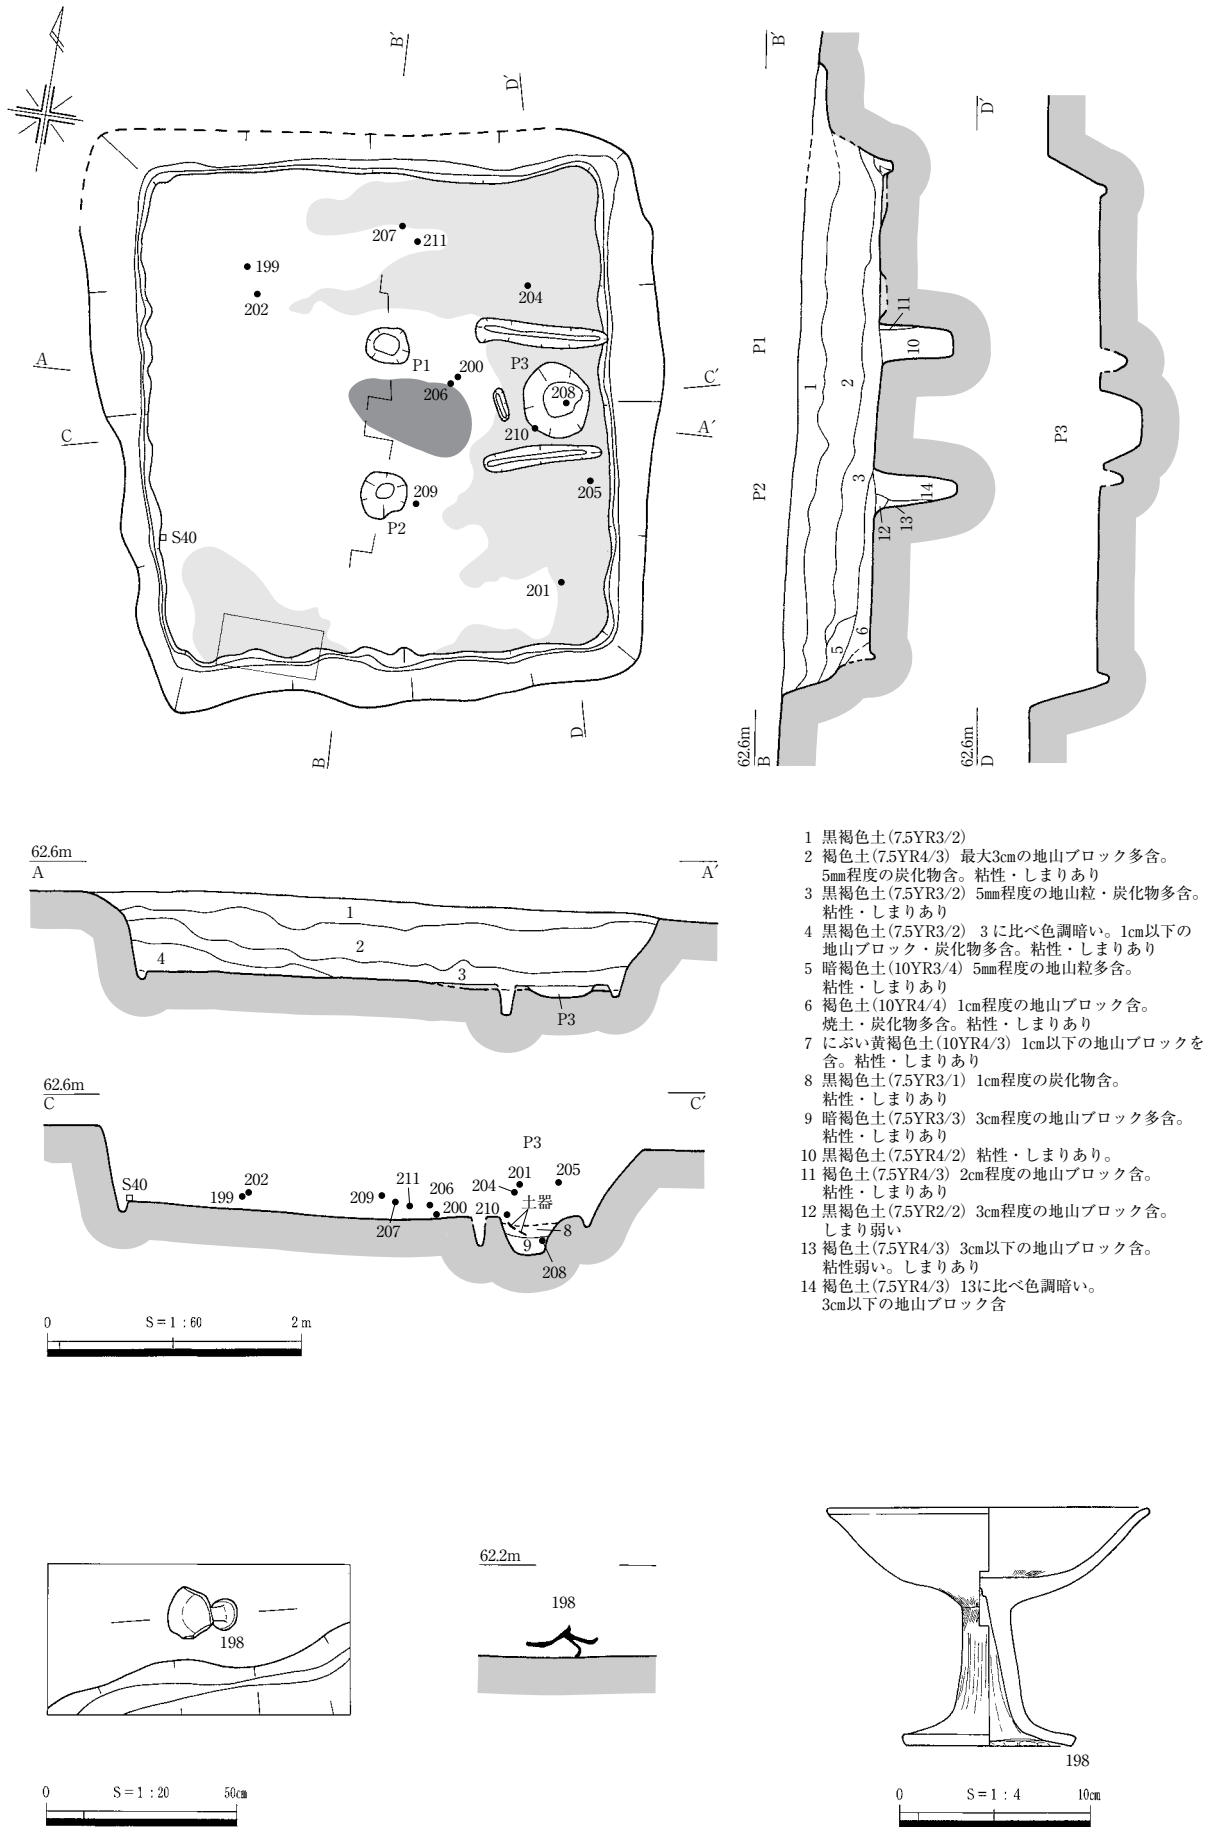 B′
D′
207
211
199
202
204
P1
P3
200
206
208
210
A
C
C′
A′
209
P2
205
S40
201
B
D
B′
D′
11
10
P1
1
2
P3
3
14
P2
12
13
6
5
62.6m
B
62.6m
D
62.6m
A
A′
1
2
4
3
P3
62.6m
C
C′
P3
S40
202
199
209
211
206
207
200
204
201
205
210
土器
8
9
208
0 S=1:60 2m
1 黒褐色土(7.5YR3/2)
2 褐色土(7.5YR4/3) 最大3cmの地山ブロック多含。
5mm程度の炭化物含。粘性・しまりあり
3 黒褐色土(7.5YR3/2) 5mm程度の地山粒・炭化物多含。
粘性・しまりあり
4 黒褐色土(7.5YR3/2) 3に比べ色調暗い。1cm以下の
地山ブロック・炭化物多含。粘性・しまりあり
5 暗褐色土(10YR3/4) 5mm程度の地山粒多含。
粘性・しまりあり
6 褐色土(10YR4/4) 1cm程度の地山ブロック含。
焼土・炭化物多含。粘性・しまりあり
7 にぶい黄褐色土(10YR4/3) 1cm以下の地山ブロックを
含。粘性・しまりあり
8 黒褐色土(7.5YR3/1) 1cm程度の炭化物含。
粘性・しまりあり
9 暗褐色土(7.5YR3/3) 3cm程度の地山ブロック多含。
粘性・しまりあり
10 黒褐色土(7.5YR4/2) 粘性・しまりあり。
11 褐色土(7.5YR4/3) 2cm程度の地山ブロック含。
粘性・しまりあり
12 黒褐色土(7.5YR2/2) 3cm程度の地山ブロック含。
しまり弱い
13 褐色土(7.5YR4/3) 3cm以下の地山ブロック含。
粘性弱い。しまりあり
14 褐色土(7.5YR4/3) 13に比べ色調暗い。
3cm以下の地山ブロック含
198
62.2m
198
198
0 S=1:20 50cm
0 S=1:4 10cm